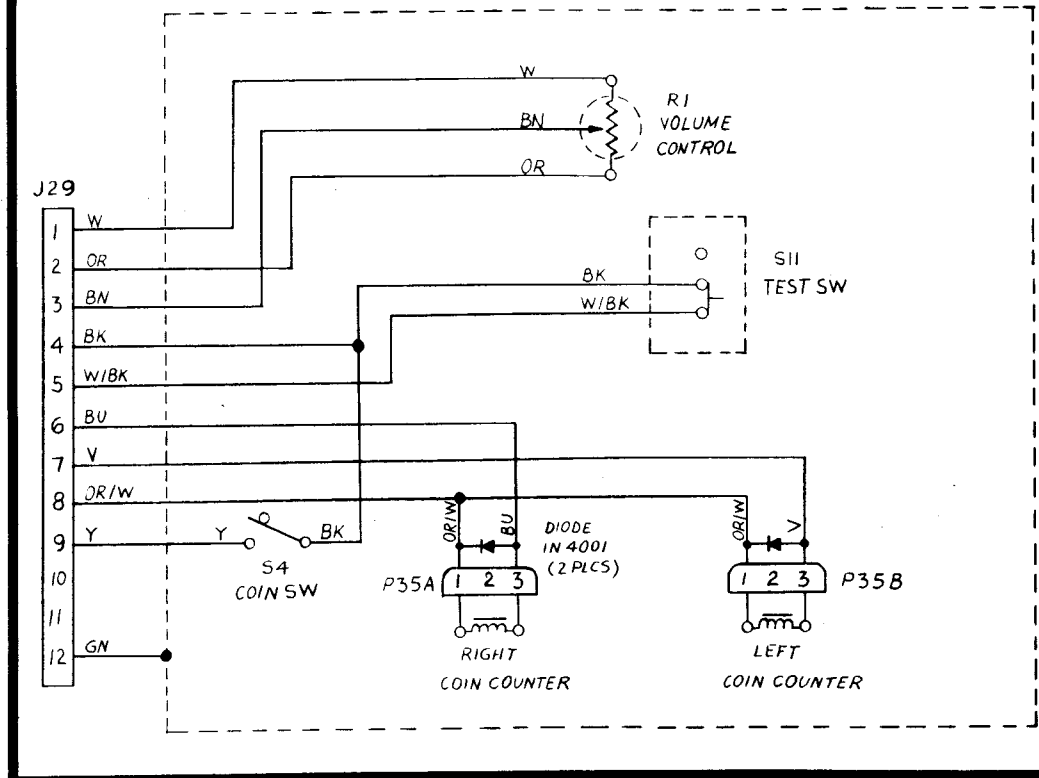 W
R1
VOLUME
CONTROL
BN
OR
J29
1 W
2 OR
3 BN
4 BK
5 W/BK
6 BU
7 V
8 OR/W
9 Y
10
11
12 GN
BK
W/BK
S11
TEST SW
Y
BK
S4
COIN SW
OR/W
BU
DIODE
IN 4001
(2 PLCS)
P35A
1 2 3
RIGHT
COIN COUNTER
OR/W
V
1 2 3
P35B
LEFT
COIN COUNTER